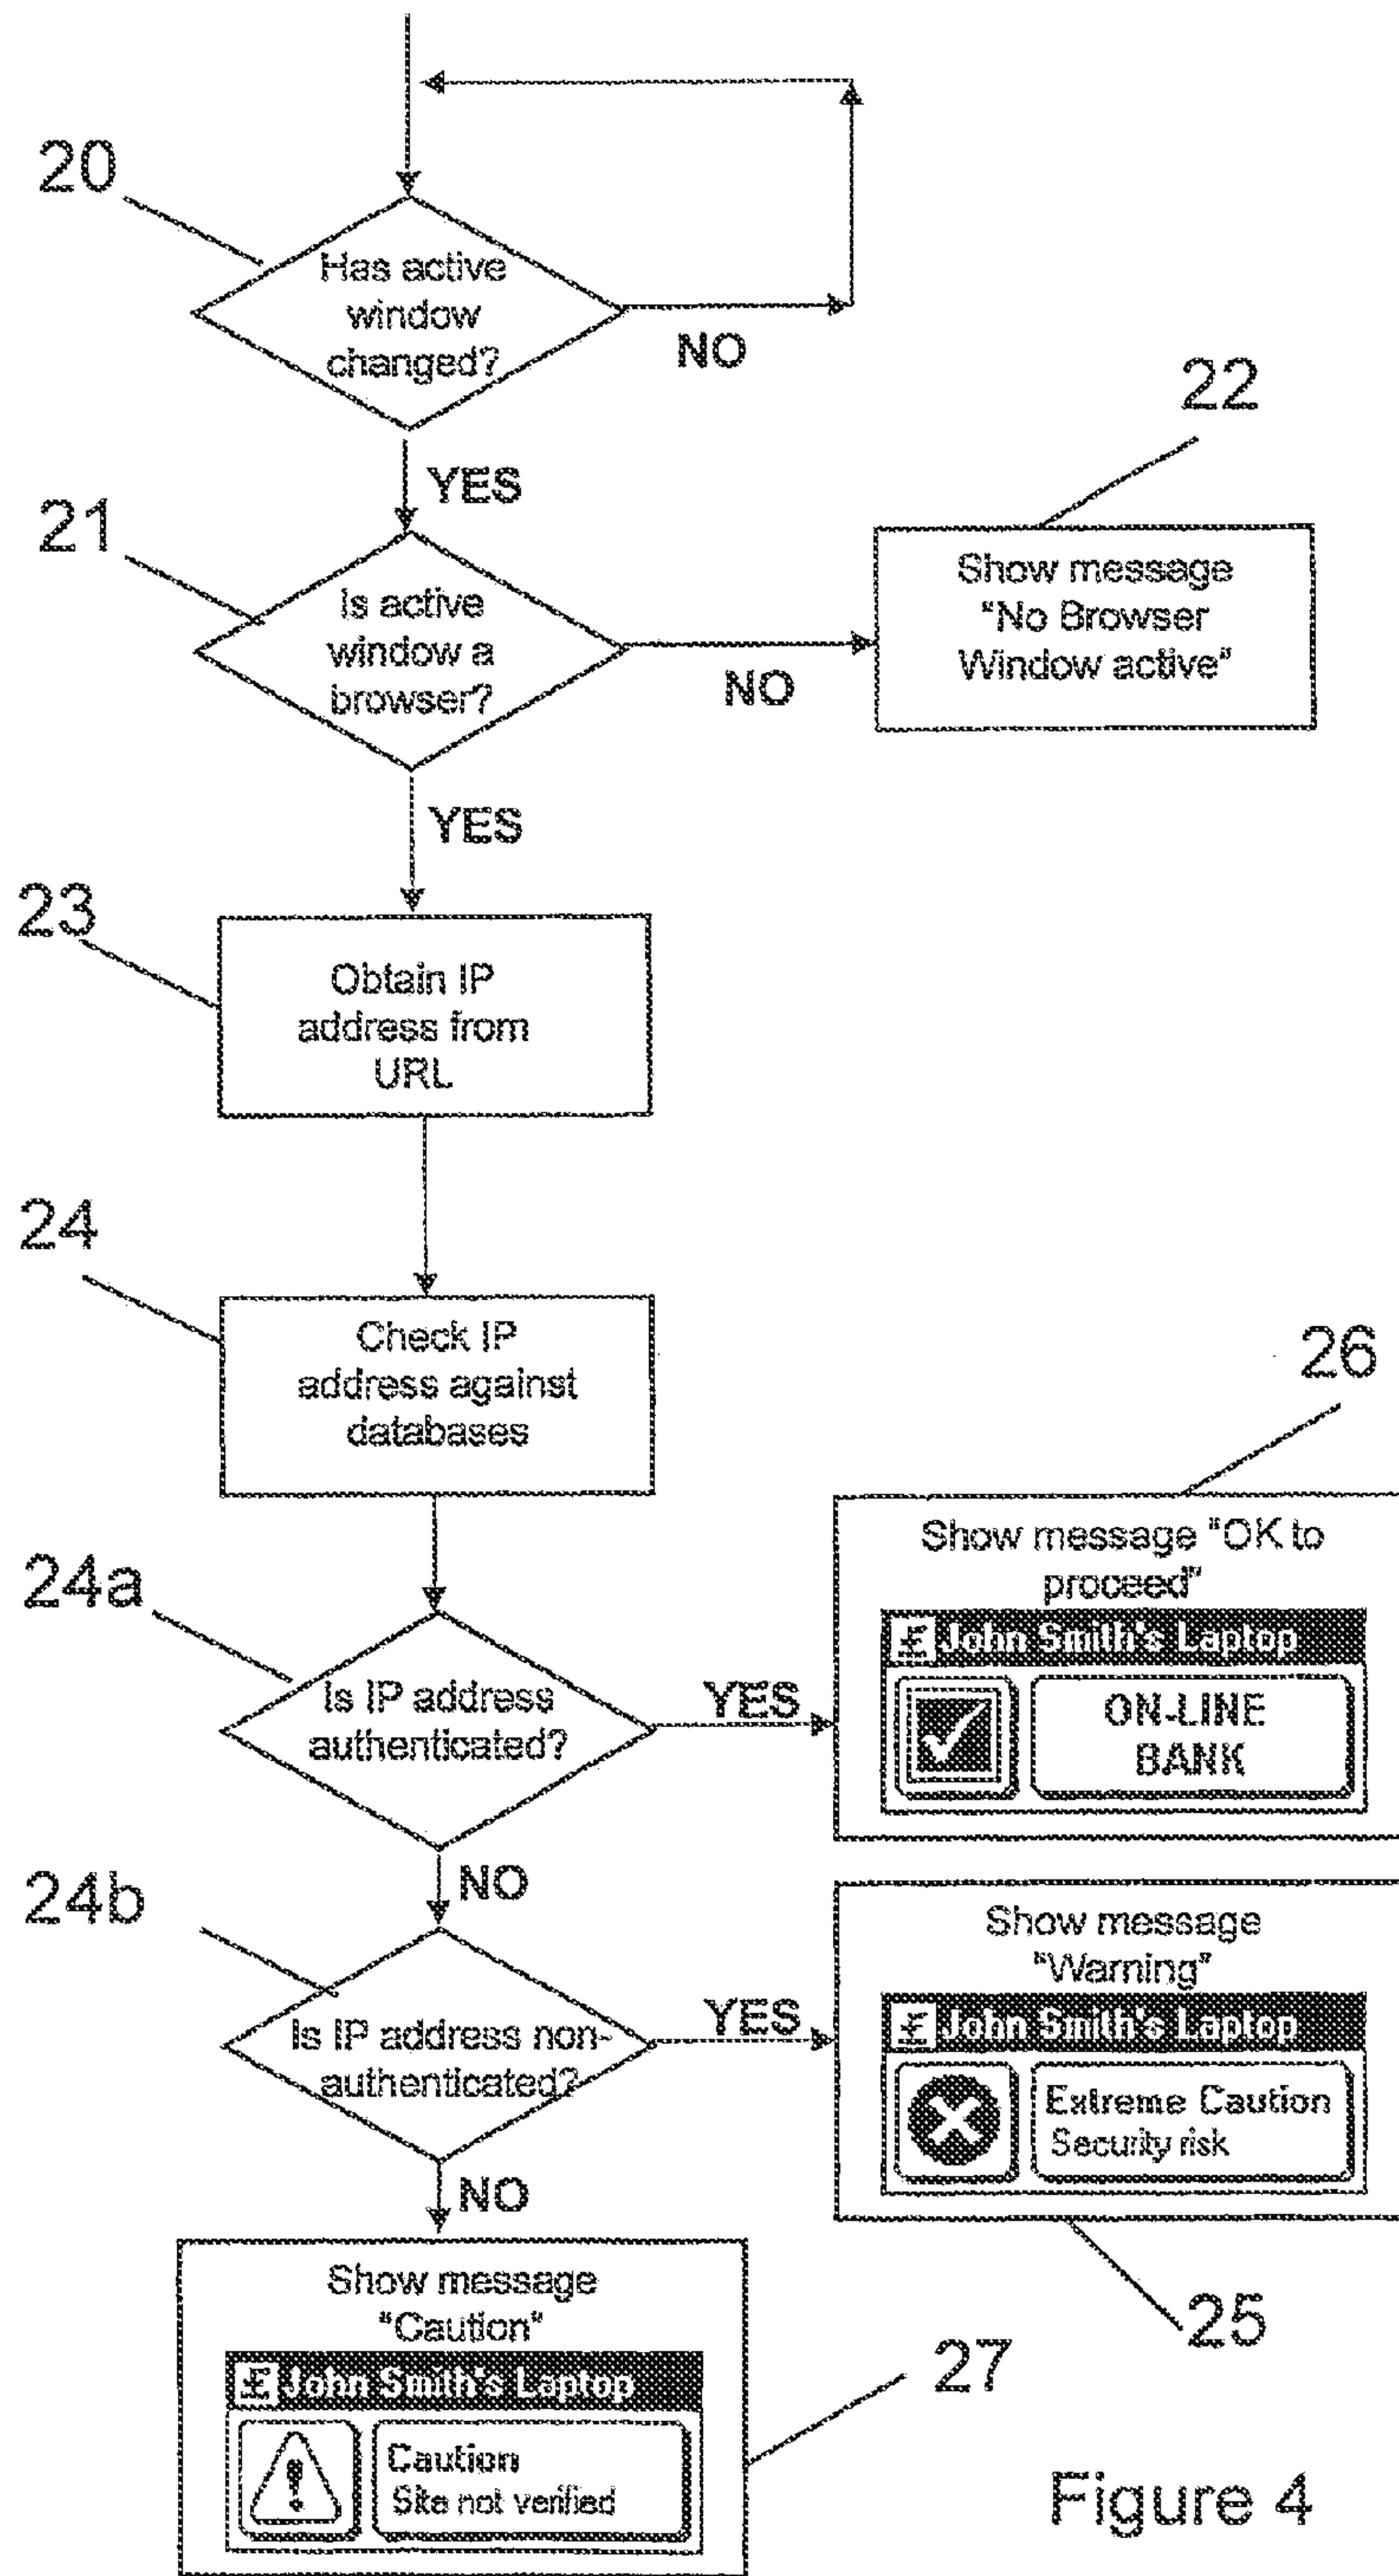 20
Has active
window
changed?
NO
YES
22
21
Is active
window a
browser?
NO
Show message
"No Browser
Window active"
YES
23
Obtain IP
address from
URL
24
Check IP
address against
databases
26
24a
Is IP address
authenticated?
YES
Show message "OK to
proceed"
John Smith's Laptop
ON-LINE
BANK
NO
24b
Is IP address non-
authenticated?
YES
Show message
"Warning"
John Smith's Laptop
Extreme Caution
Security risk
25
NO
Show message
"Caution"
John Smith's Laptop
Caution
Site not verified
27
Figure 4